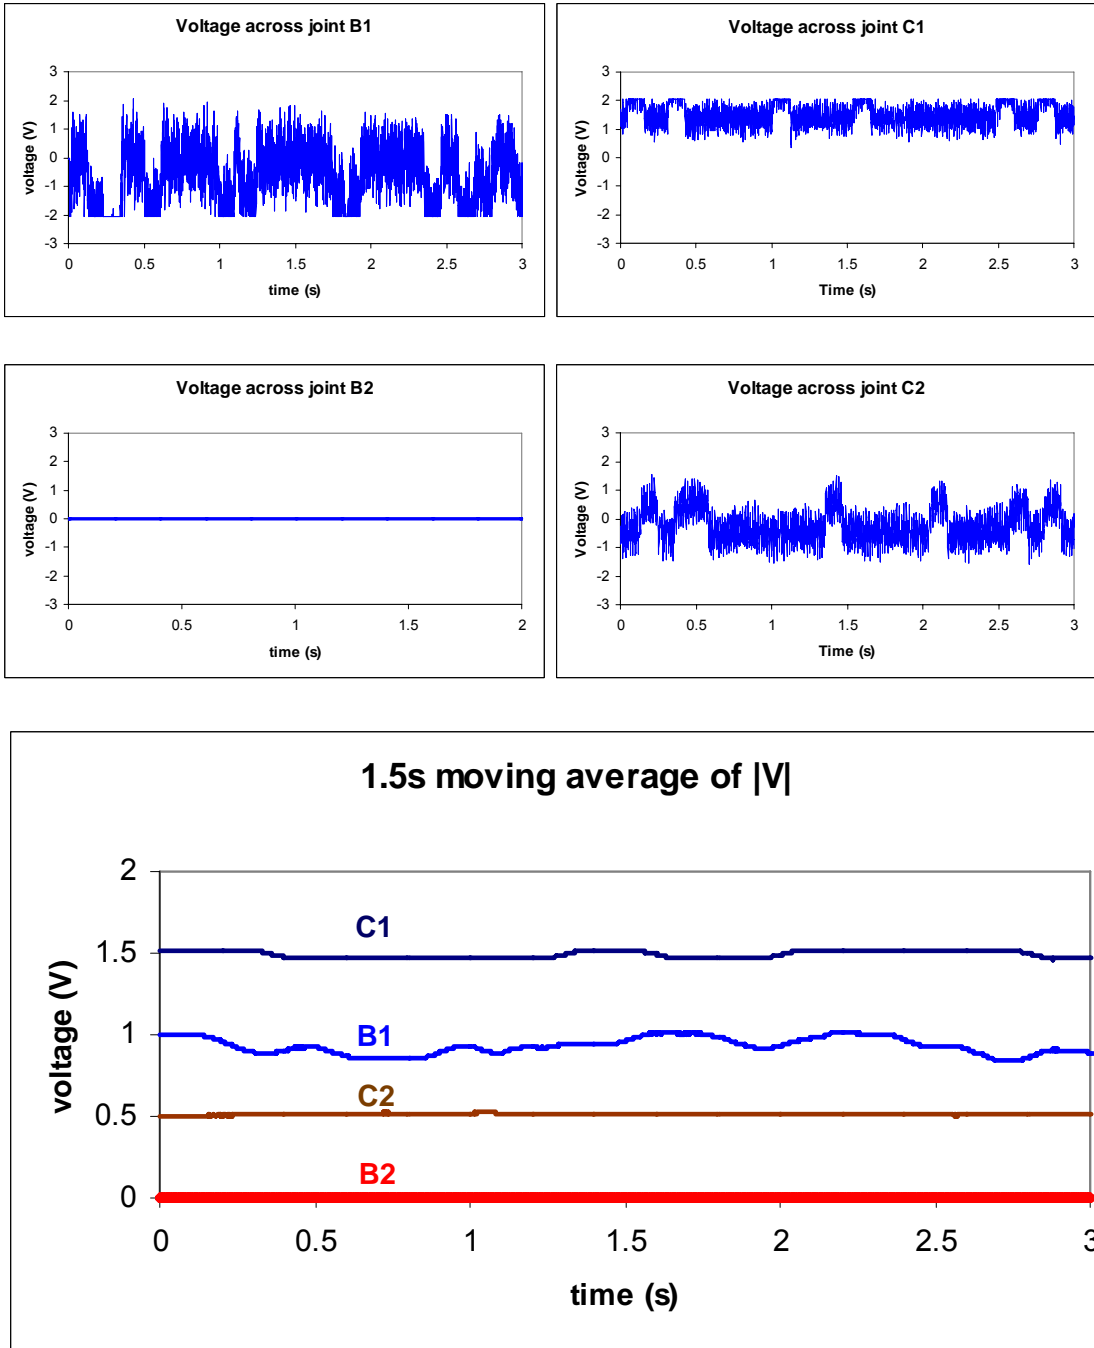 Voltage across joint B1
voltage (V)
3
2
1
0
-1
-2
-3
0 0.5 1 1.5 2 2.5 3
time (s)
Voltage across joint C1
Voltage (V)
3
2
1
0
-1
-2
-3
0 0.5 1 1.5 2 2.5 3
Time (s)
Voltage across joint B2
voltage (V)
3
2
1
0
-1
-2
-3
0 0.5 1 1.5 2
time (s)
Voltage across joint C2
Voltage (V)
3
2
1
0
-1
-2
-3
0 0.5 1 1.5 2 2.5 3
Time (s)
1.5s moving average of |V|
voltage (V)
2
1.5
1
0.5
0
C1
B1
C2
B2
0 0.5 1 1.5 2 2.5 3
time (s)